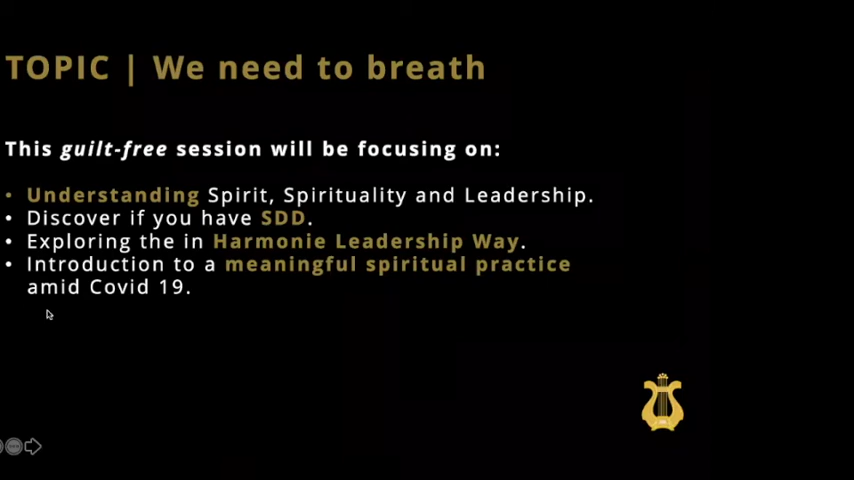 TOPIC | We need to breath
This guilt-free session will be focusing on:
• Understanding Spirit, Spirituality and Leadership.
• Discover if you have SDD.
• Exploring the in Harmonie Leadership Way.
• Introduction to a meaningful spiritual practice
amid Covid 19.